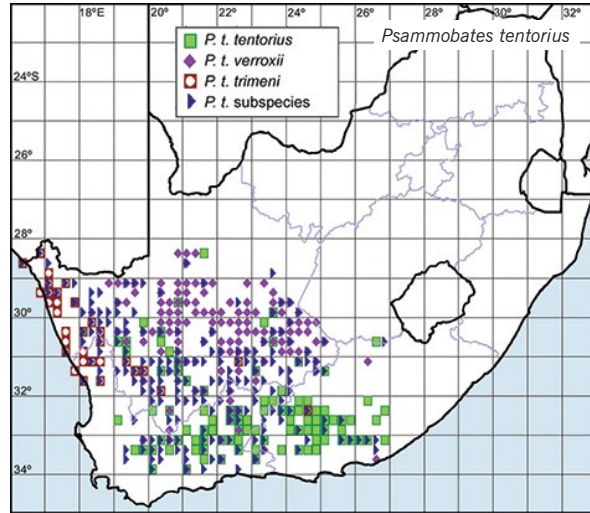 18°E 20° 22° 24° 26° 28° 30° 32°
Psammobates tentorius
P. t. tentorius
P. t. verroxii
P. t. trimeni
P. t. subspecies
24°S
26°
28°
30°
32°
34°